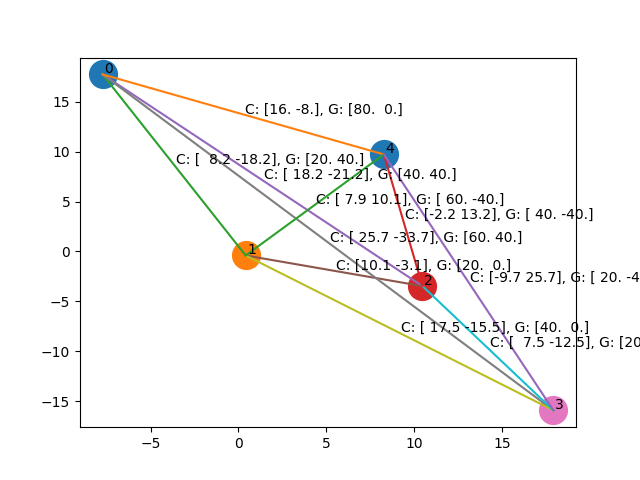 0
15
C: [16. -8.], G: [80.  0.]
4
10
C: [  8.2 -18.2], G: [20. 40.]
C: [ 18.2 -21.2], G: [40. 40.]
5
C: [ 7.9 10.1], G: [ 60. -40.]
C: [-2.2 13.2], G: [ 40. -40.]
C: [ 25.7 -33.7], G: [60. 40.]
0
1
C: [10.1 -3.1], G: [20.  0.]
C: [-9.7 25.7], G: [ 20. -4
2
−5
C: [ 17.5 -15.5], G: [40.  0.]
C: [  7.5 -12.5], G: [20
−10
−15
3
−5 0 5 10 15